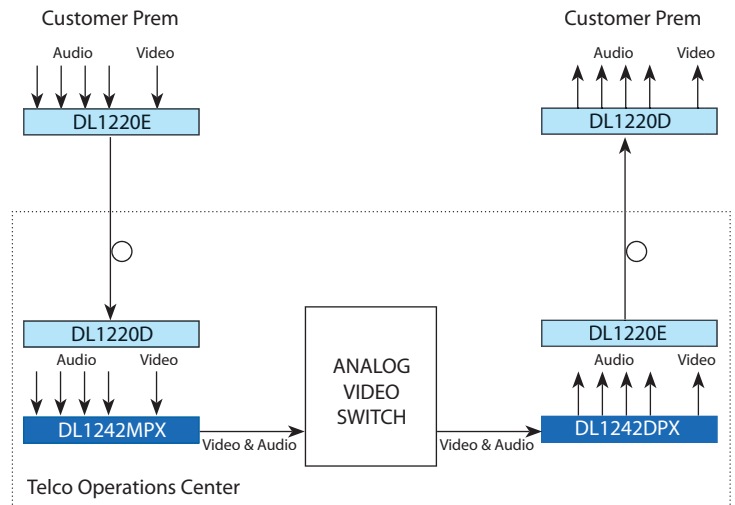 Customer Prem
Customer Prem
Audio
Video
Audio
Video
DL1220E
DL1220D
DL1220D
DL1220E
Audio
Video
Audio
Video
ANALOG
VIDEO
SWITCH
DL1242MPX
DL1242DPX
Video & Audio
Video & Audio
Telco Operations Center